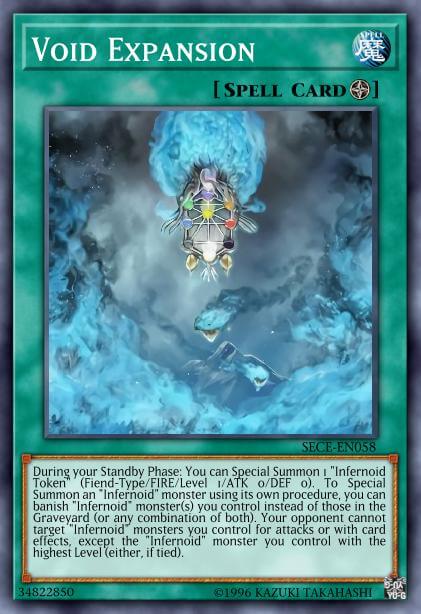 VOID EXPANSION
SPELL
魔
[SPELL CARD]
SECE-EN058
During your Standby Phase: You can Special Summon 1 "Infernoid
Token" (Fiend-Type/FIRE/Level 1/ATK 0/DEF 0). To Special
Summon an "Infernoid" monster using its own procedure, you can
banish "Infernoid" monster(s) you control instead of those in the
Graveyard (or any combination of both). Your opponent cannot
target "Infernoid" monsters you control for attacks or with card
effects, except the "Infernoid" monster you control with the
highest Level (either, if tied).
34822850
©1996 KAZUKI TAKAHASHI